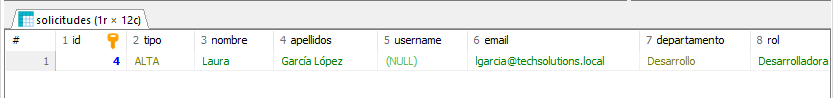 solicitudes (1r × 12c)
# 1 id 2 tipo 3 nombre 4 apellidos 5 username 6 email 7 departamento 8 rol
1 4 ALTA Laura García López (NULL) lgarcia@techsolutions.local Desarrollo Desarrolladora